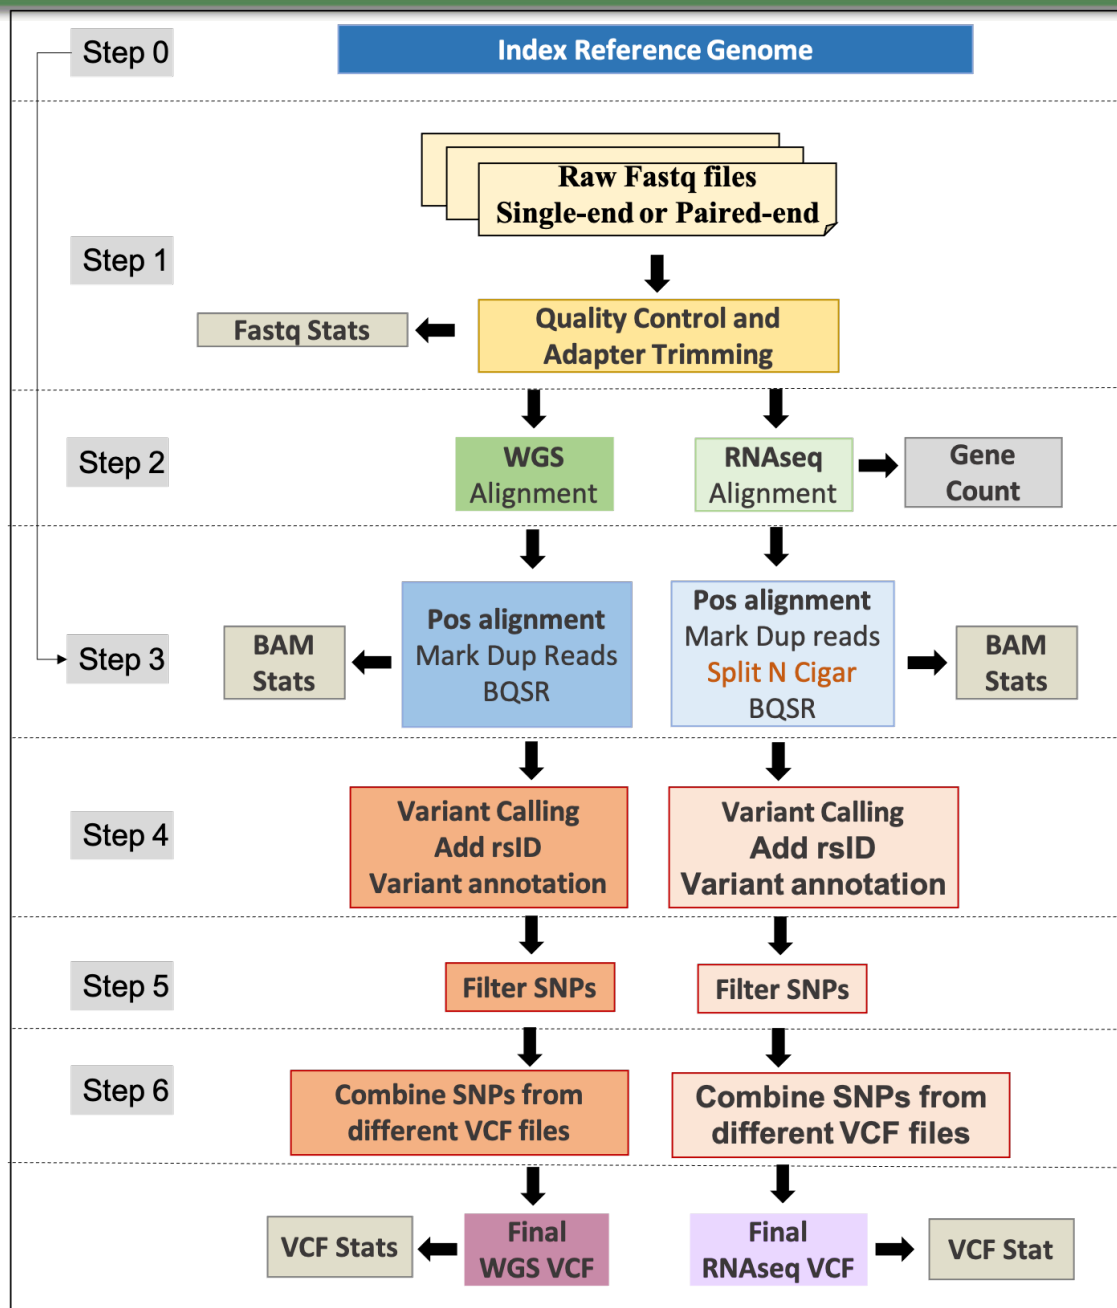 Step 0
Index Reference Genome
Raw Fastq files
Single-end or Paired-end
Step 1
Fastq Stats
Quality Control and
Adapter Trimming
Step 2
WGS
Alignment
RNAseq
Alignment
Gene
Count
Step 3
BAM
Stats
Pos alignment
Mark Dup Reads
BQSR
Pos alignment
Mark Dup reads
Split N Cigar
BQSR
BAM
Stats
Step 4
Variant Calling
Add rsID
Variant annotation
Variant Calling
Add rsID
Variant annotation
Step 5
Filter SNPs
Filter SNPs
Step 6
Combine SNPs from
different VCF files
Combine SNPs from
different VCF files
VCF Stats
Final
WGS VCF
Final
RNAseq VCF
VCF Stat